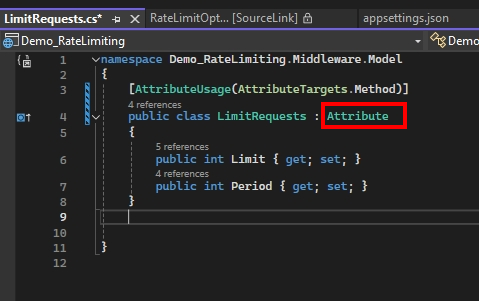 LimitRequests.cs*
RateLimitOpt... [SourceLink]
appsettings.json
Demo_RateLimiting
Demo
1 namespace Demo_RateLimiting.Middleware.Model
2 {
3 [AttributeUsage(AttributeTargets.Method)]
4 references
4 public class LimitRequests : Attribute
5 {
5 references
6 public int Limit { get; set; }
4 references
7 public int Period { get; set; }
8 }
9
10
11 }
12